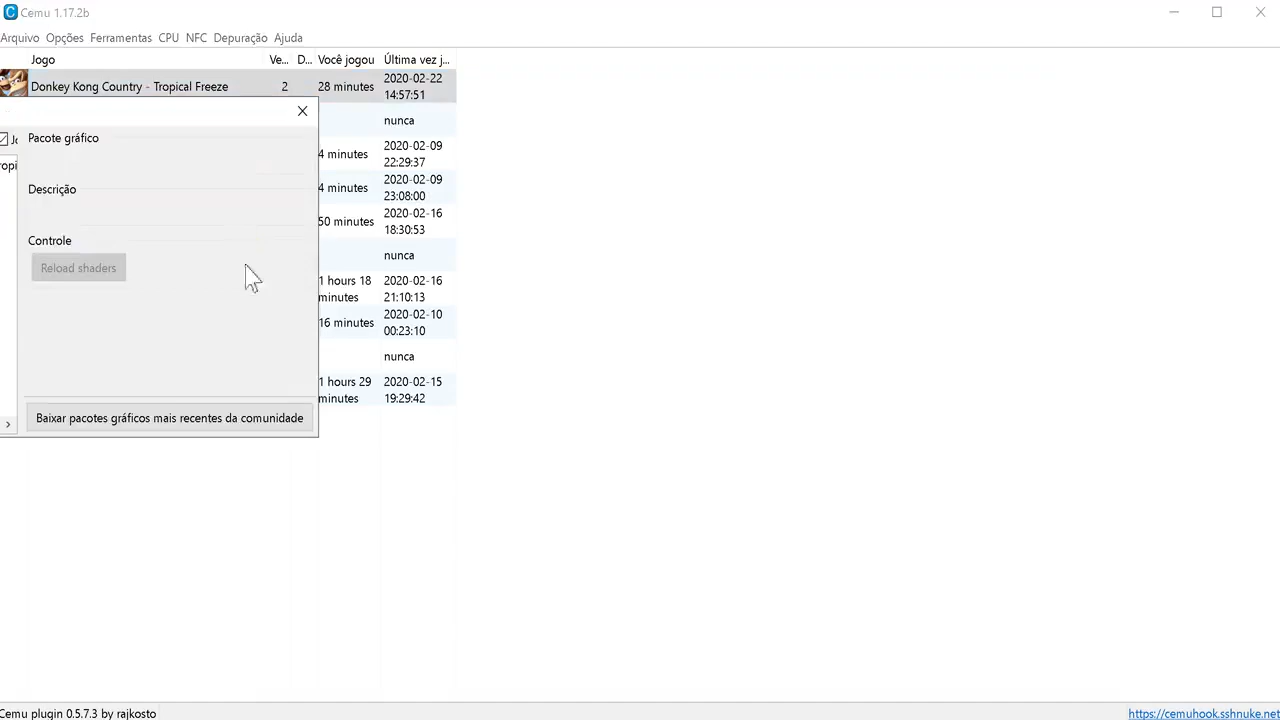 Cemu 1.17.2b
Arquivo Opções Ferramentas CPU NFC Depuração Ajuda
Jogo Ve... D... Você jogou Última vez j...
Donkey Kong Country - Tropical Freeze 2 28 minutes 2020-02-22
14:57:51
nunca
4 minutes 2020-02-09
22:29:37
4 minutes 2020-02-09
23:08:00
50 minutes 2020-02-16
18:30:53
nunca
1 hours 18
minutes 2020-02-16
21:10:13
16 minutes 2020-02-10
00:23:10
nunca
1 hours 29
minutes 2020-02-15
19:29:42
Pacote gráfico
Descrição
Controle
Reload shaders
Baixar pacotes gráficos mais recentes da comunidade
Cemu plugin 0.5.7.3 by rajkosto
https://cemuhook.sshnuke.net